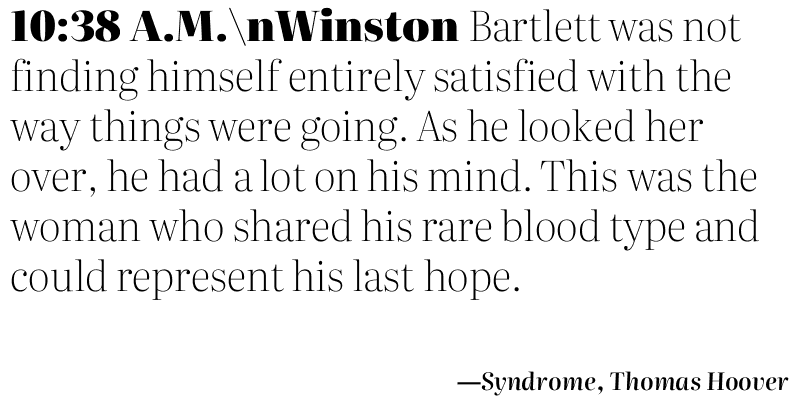 10:38 A.M.\nWinston Bartlett was not
finding himself entirely satisfied with the
way things were going. As he looked her
over, he had a lot on his mind. This was the
woman who shared his rare blood type and
could represent his last hope.
—Syndrome, Thomas Hoover